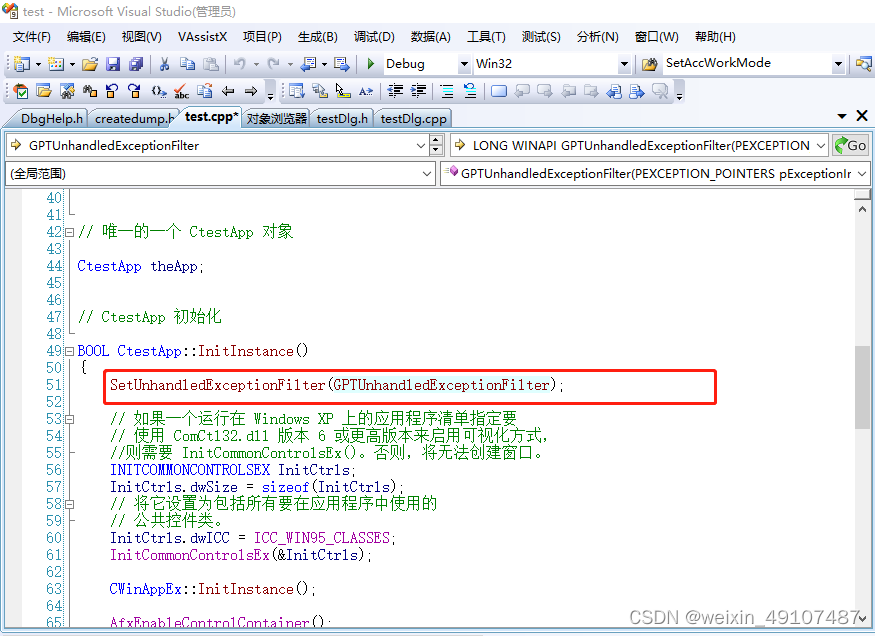 test - Microsoft Visual Studio(管理员)
文件(F) 编辑(E) 视图(V) VAssistX 项目(P) 生成(B) 调试(D) 数据(A) 工具(T) 测试(S) 分析(N) 窗口(W) 帮助(H)
Debug Win32 SetAccWorkMode
DbgHelp.h createdump.h test.cpp* 对象浏览器 testDlg.h testDlg.cpp
GPTUnhandledExceptionFilter LONG WINAPI GPTUnhandledExceptionFilter(PEXCEPTION Go
(全局范围) GPTUnhandledExceptionFilter(PEXCEPTION_POINTERS pExceptionIr
40
41
42 // 唯一的一个 CtestApp 对象
43
44 CtestApp theApp;
45
46
47 // CtestApp 初始化
48
49 BOOL CtestApp::InitInstance()
50 {
51 SetUnhandledExceptionFilter(GPTUnhandledExceptionFilter);
52
53 // 如果一个运行在 Windows XP 上的应用程序清单指定要
54 // 使用 ComCtl32.dll 版本 6 或更高版本来启用可视化方式，
55 //则需要 InitCommonControlsEx()。否则，将无法创建窗口。
56 INITCOMMONCONTROLSEX InitCtrls;
57 InitCtrls.dwSize = sizeof(InitCtrls);
58 // 将它设置为包括所有要在应用程序中使用的
59 // 公共控件类。
60 InitCtrls.dwICC = ICC_WIN95_CLASSES;
61 InitCommonControlsEx(&InitCtrls);
62
63 CWinAppEx::InitInstance();
64
65 AfxEnableControlContainer();
CSDN @weixin_49107487